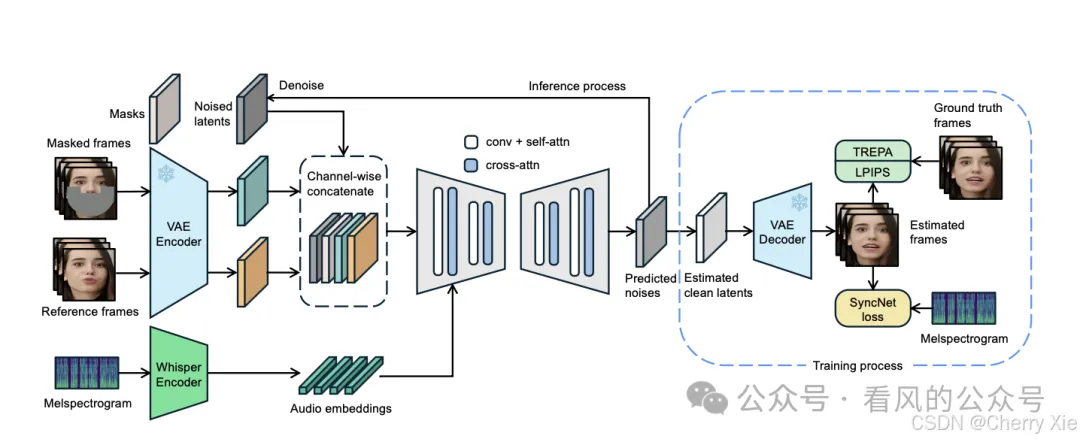 Masks
Noised
latents
Denoise
Inference process
Masked frames
VAE
Encoder
Reference frames
Channel-wise
concatenate
conv + self-attn
cross-attn
Predicted
noises
Estimated
clean latents
VAE
Decoder
TREPA
LPIPS
Ground truth
frames
Estimated
frames
SyncNet
loss
Melspectrogram
Training process
Melspectrogram
Whisper
Encoder
Audio embeddings
公众号 · 看风的公众号
CSDN @Cherry Xie